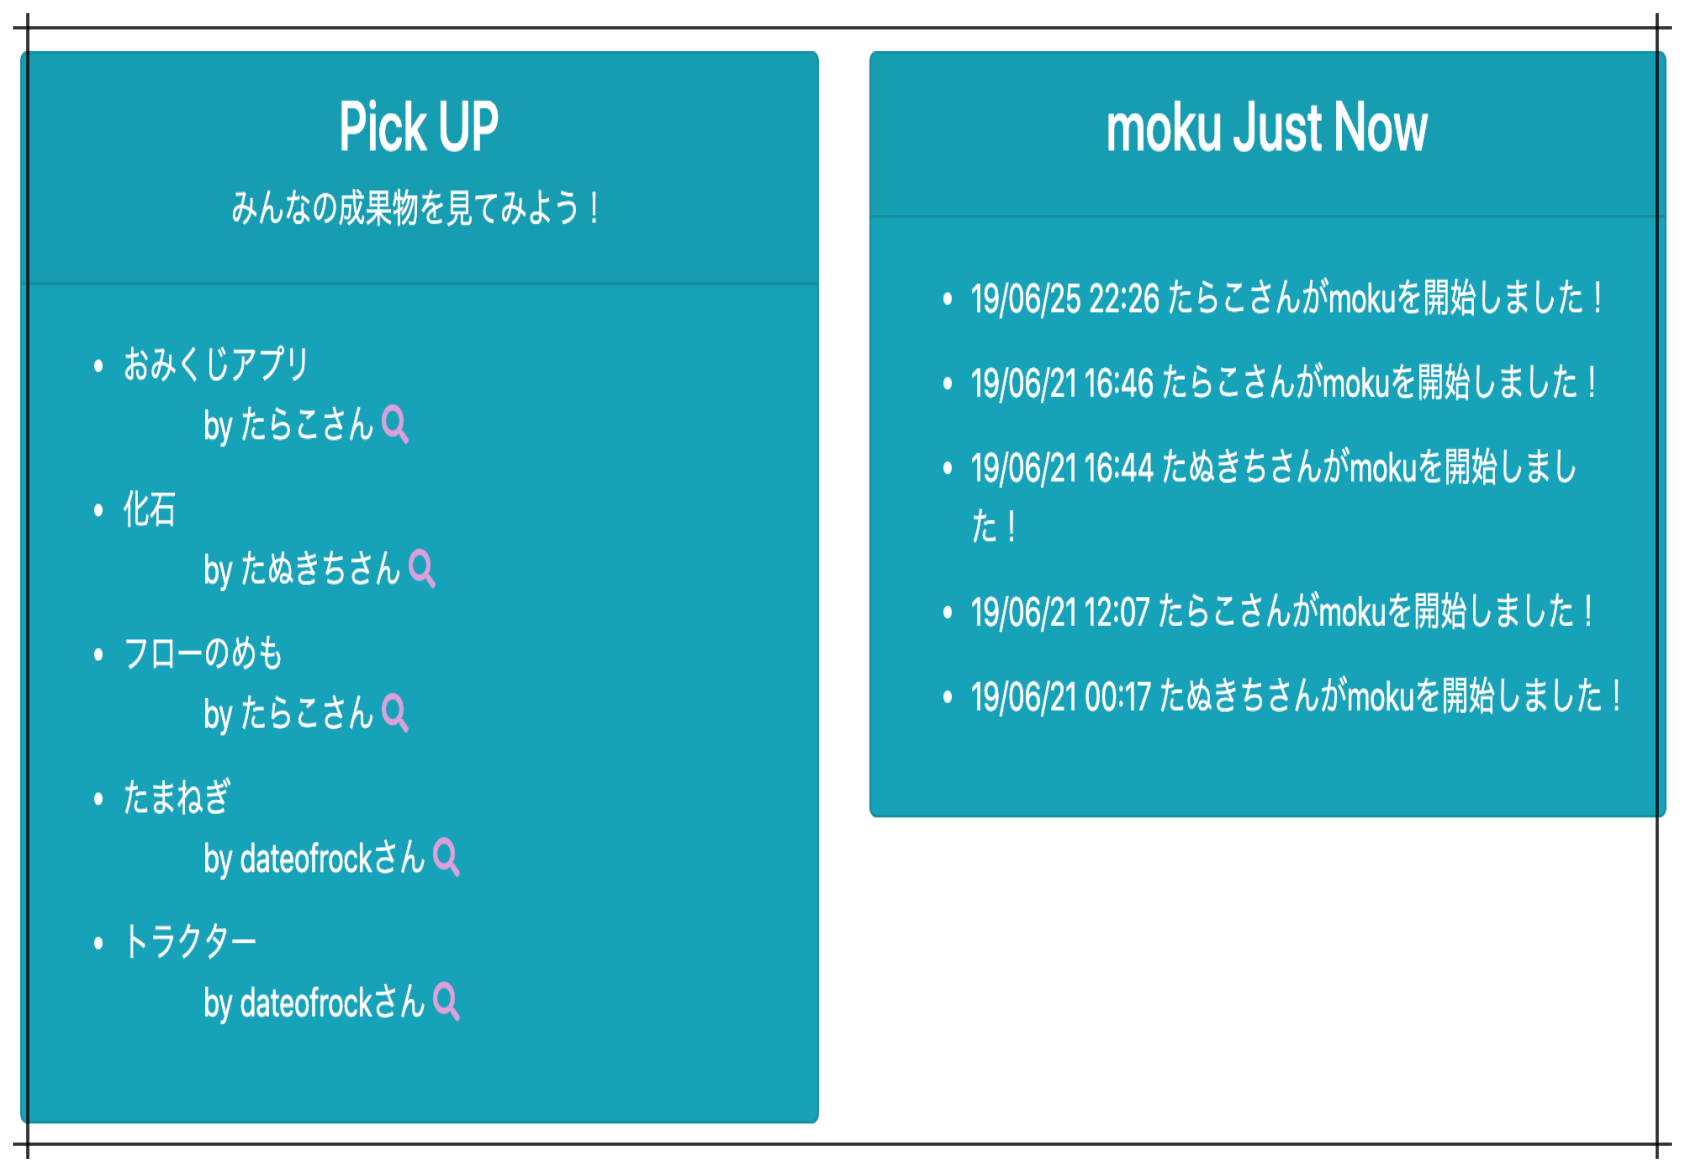 Pick UP
みんなの成果物を見てみよう！
• おみくじアプリ
by たらこさん
• 化石
by たぬきちさん
• フローのめも
by たらこさん
• たまねぎ
by dateofrockさん
• トラクター
by dateofrockさん
moku Just Now
• 19/06/25 22:26 たらこさんがmokuを開始しました！
• 19/06/21 16:46 たらこさんがmokuを開始しました！
• 19/06/21 16:44 たぬきちさんがmokuを開始しまし
た！
• 19/06/21 12:07 たらこさんがmokuを開始しました！
• 19/06/21 00:17 たぬきちさんがmokuを開始しました！